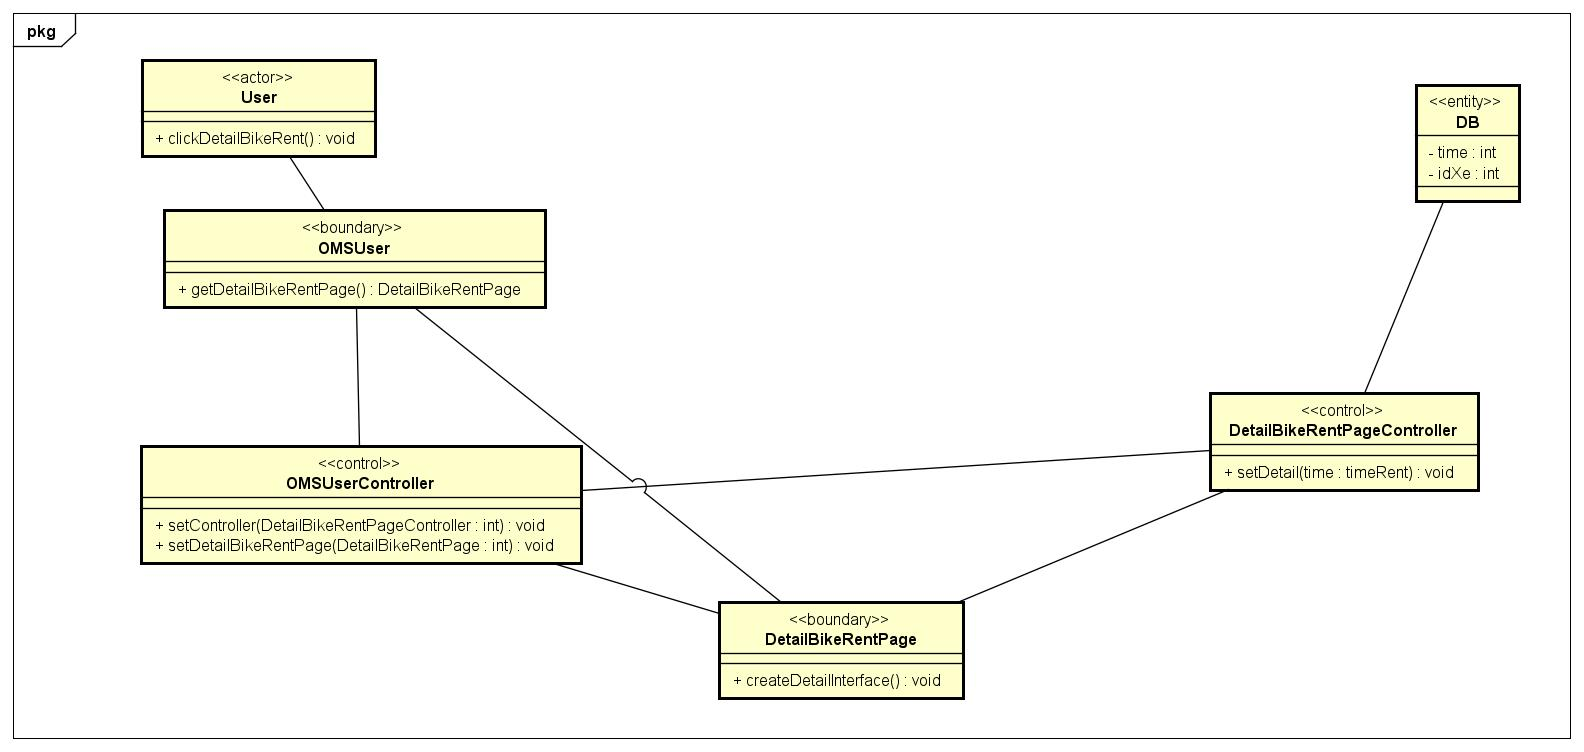 pkg
<<actor>>
User
+ clickDetailBikeRent() : void
<<entity>>
DB
- time : int
- idXe : int
<<boundary>>
OMSUser
+ getDetailBikeRentPage() : DetailBikeRentPage
<<control>>
DetailBikeRentPageController
+ setDetail(time : timeRent) : void
<<control>>
OMSUserController
+ setController(DetailBikeRentPageController : int) : void
+ setDetailBikeRentPage(DetailBikeRentPage : int) : void
<<boundary>>
DetailBikeRentPage
+ createDetailInterface() : void